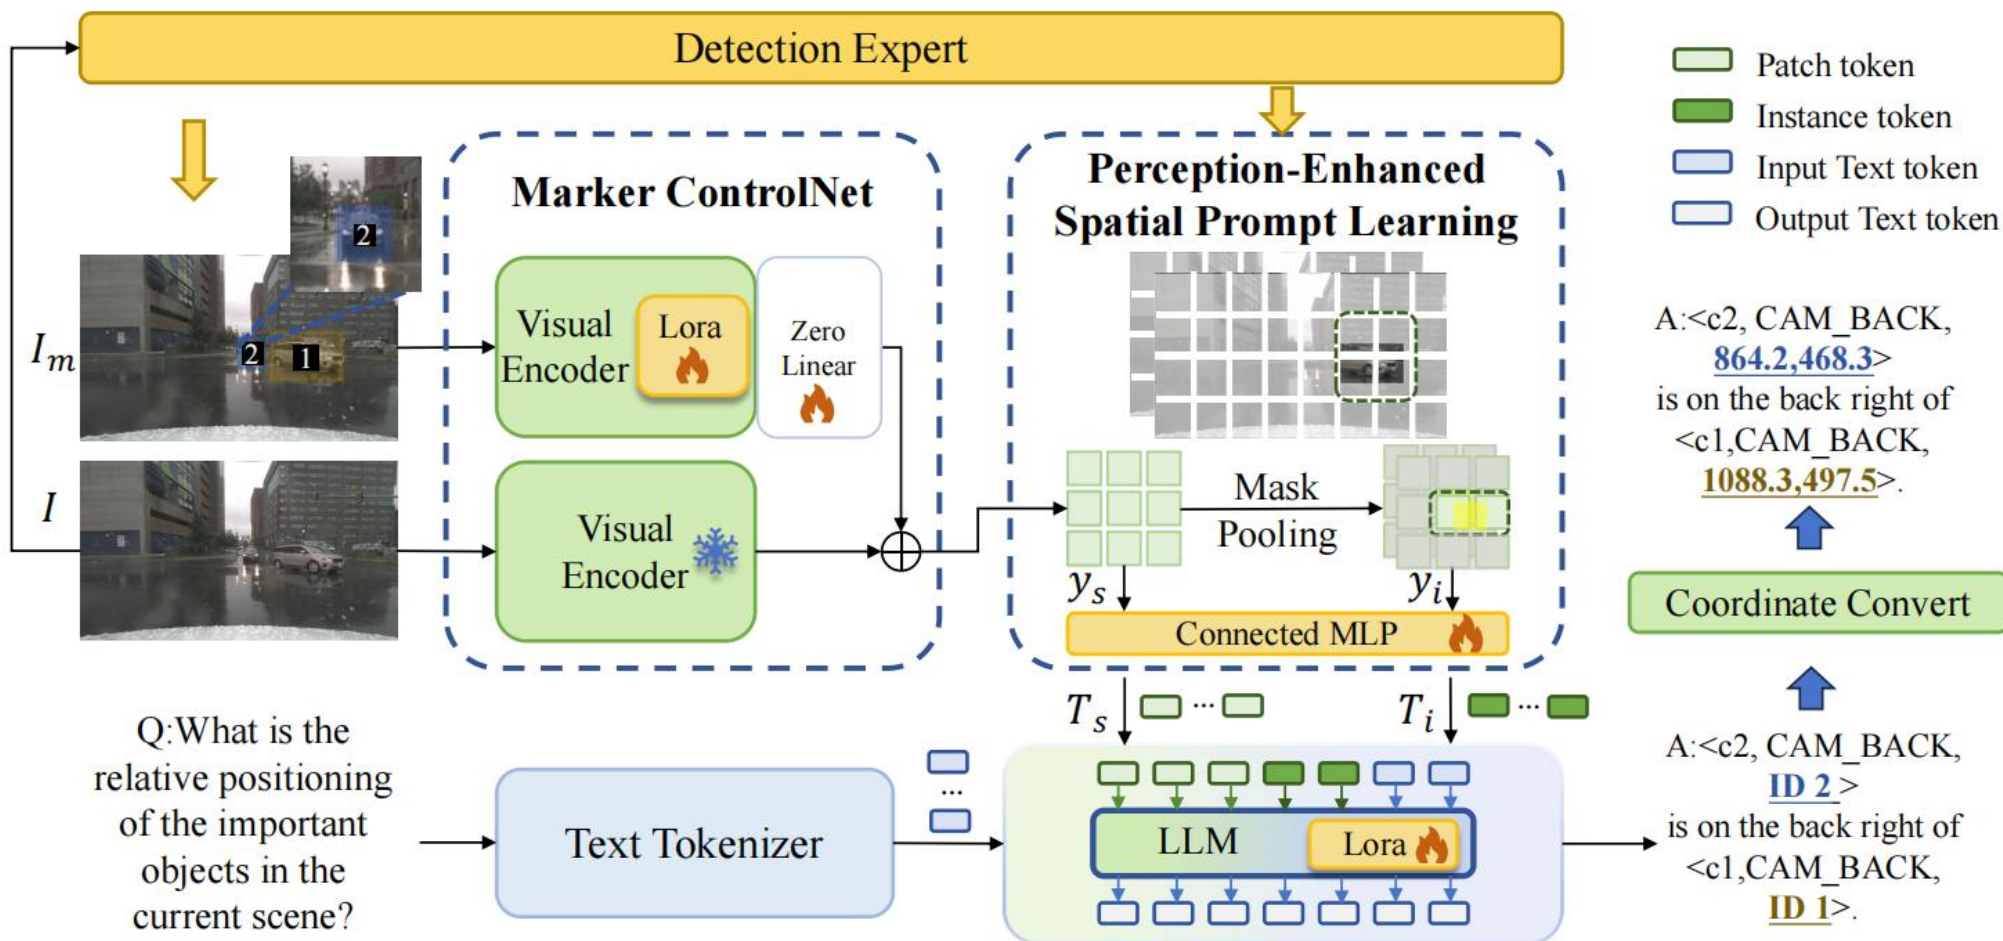 Detection Expert
Patch token
Instance token
Input Text token
Output Text token
Marker ControlNet
Perception-Enhanced
Spatial Prompt Learning
2
2
1
I_m
Visual
Encoder
Lora
Zero
Linear
I
Visual
Encoder
Mask
Pooling
y_s
y_i
Connected MLP
A:<c2, CAM_BACK,
864.2,468.3>
is on the back right of
<c1,CAM_BACK,
1088.3,497.5>.
Coordinate Convert
T_s
...
T_i
...
Q:What is the
relative positioning
of the important
objects in the
current scene?
Text Tokenizer
...
LLM
Lora
A:<c2, CAM_BACK,
ID 2 >
is on the back right of
<c1,CAM_BACK,
ID 1>.